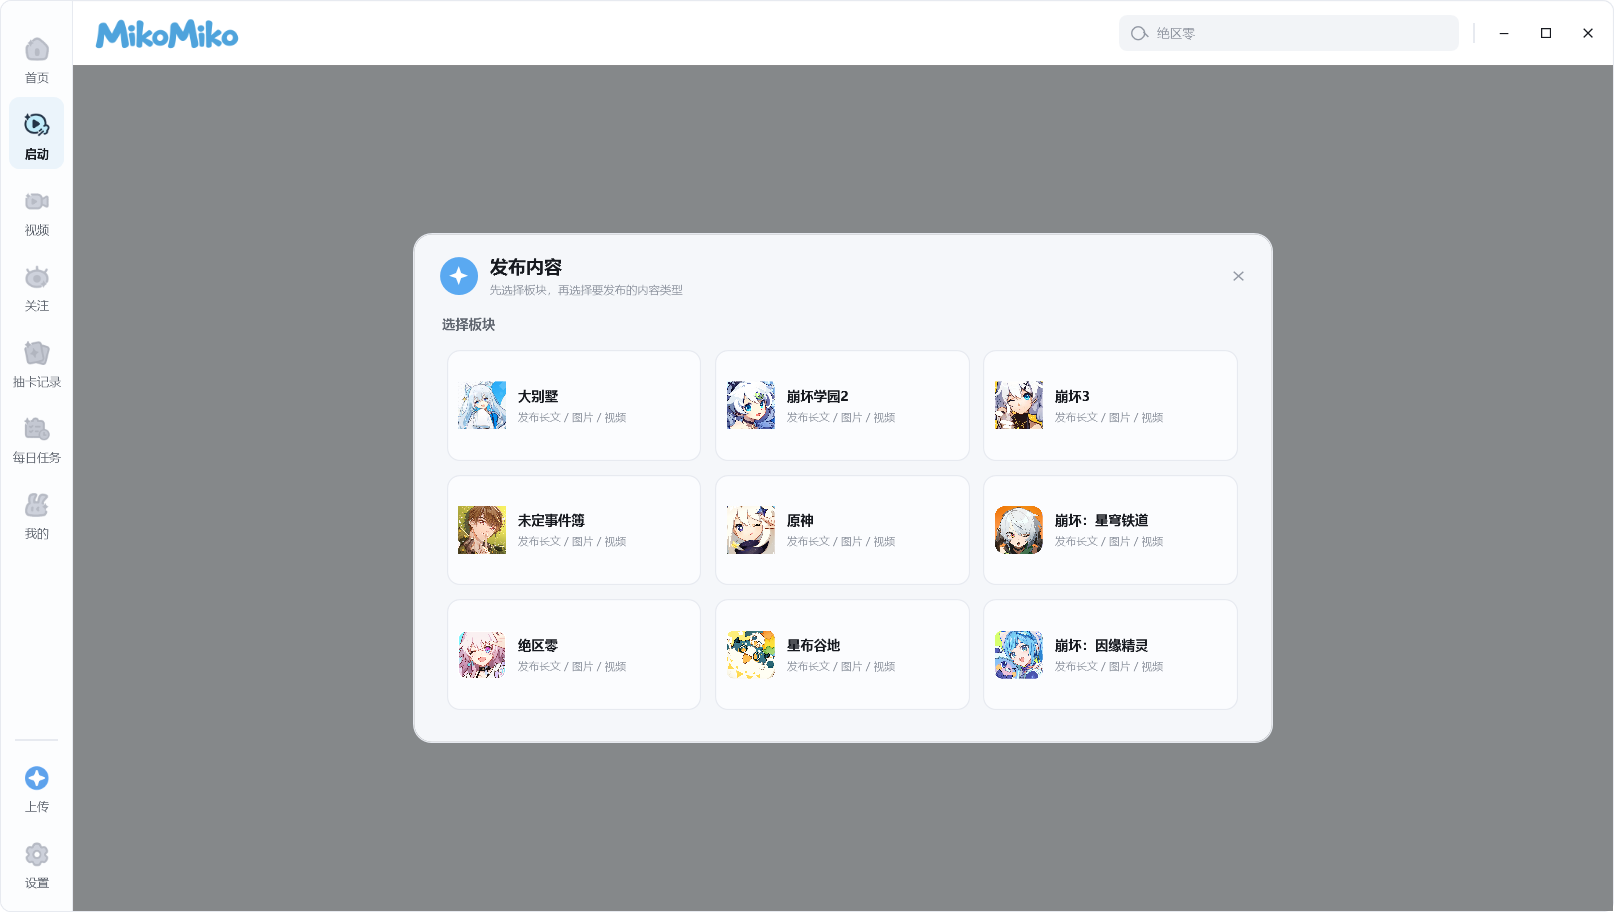 MikoMiko
绝区零
首页
启动
视频
关注
抽卡记录
每日任务
我的
上传
设置
发布内容
先选择板块，再选择要发布的内容类型
选择板块
大别墅
发布长文 / 图片 / 视频
崩坏学园2
发布长文 / 图片 / 视频
崩坏3
发布长文 / 图片 / 视频
未定事件簿
发布长文 / 图片 / 视频
原神
发布长文 / 图片 / 视频
崩坏：星穹铁道
发布长文 / 图片 / 视频
绝区零
发布长文 / 图片 / 视频
星布谷地
发布长文 / 图片 / 视频
崩坏：因缘精灵
发布长文 / 图片 / 视频